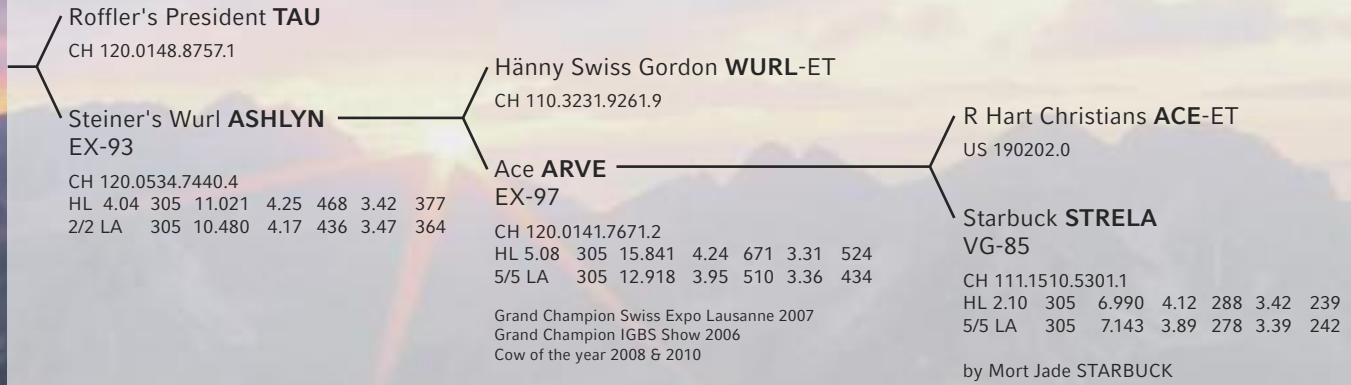 Roffler's President TAU
CH 120.0148.8757.1
Steiner's Wurl ASHLYN
EX-93
CH 120.0534.7440.4
HL 4.04 305 11.021 4.25 468 3.42 377
2/2 LA 305 10.480 4.17 436 3.47 364
Hänny Swiss Gordon WURL-ET
CH 110.3231.9261.9
Ace ARVE
EX-97
CH 120.0141.7671.2
HL 5.08 305 15.841 4.24 671 3.31 524
5/5 LA 305 12.918 3.95 510 3.36 434
Grand Champion Swiss Expo Lausanne 2007
Grand Champion IGBS Show 2006
Cow of the year 2008 & 2010
R Hart Christians ACE-ET
US 190202.0
Starbuck STRELA
VG-85
CH 111.1510.5301.1
HL 2.10 305 6.990 4.12 288 3.42 239
5/5 LA 305 7.143 3.89 278 3.39 242
by Mort Jade STARBUCK